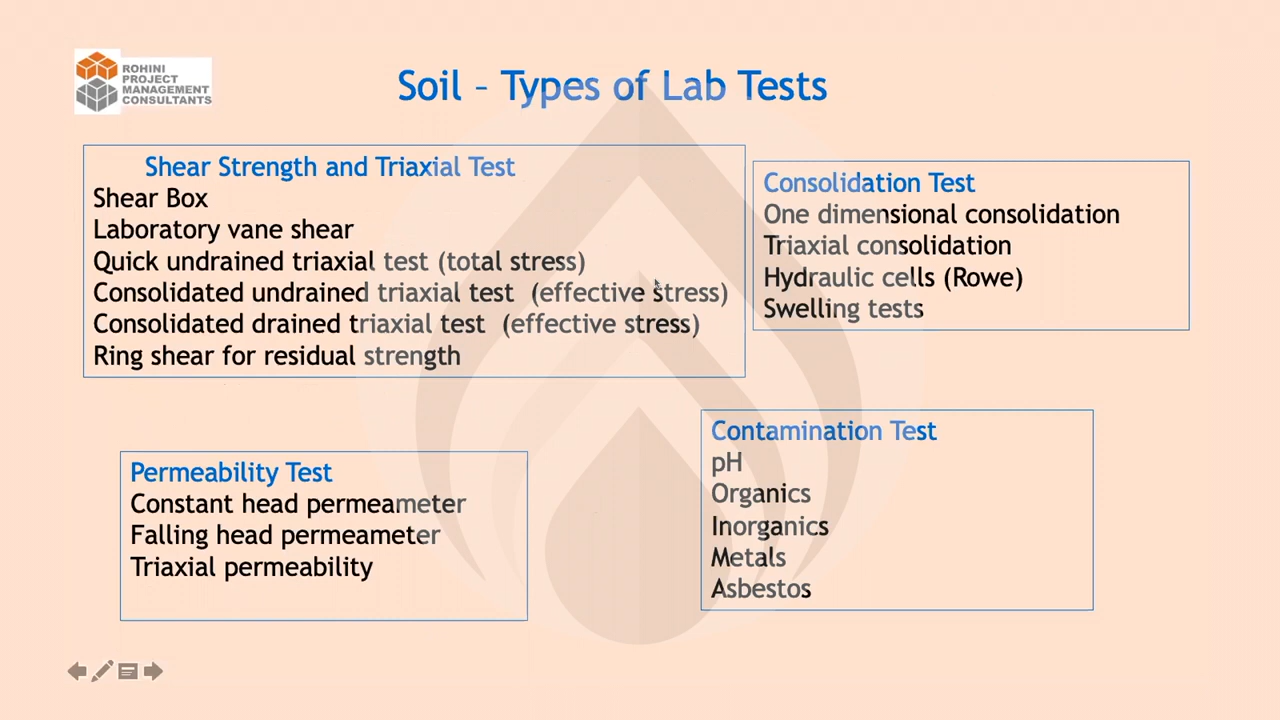 ROHINI
PROJECT
MANAGEMENT
CONSULTANTS
Soil - Types of Lab Tests
Shear Strength and Triaxial Test
Shear Box
Laboratory vane shear
Quick undrained triaxial test (total stress)
Consolidated undrained triaxial test (effective stress)
Consolidated drained triaxial test (effective stress)
Ring shear for residual strength
Consolidation Test
One dimensional consolidation
Triaxial consolidation
Hydraulic cells (Rowe)
Swelling tests
Permeability Test
Constant head permeameter
Falling head permeameter
Triaxial permeability
Contamination Test
pH
Organics
Inorganics
Metals
Asbestos